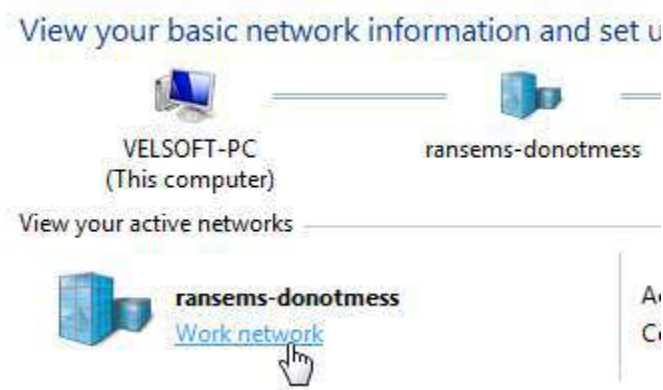 View your basic network information and set u
VELSOFT-PC
(This computer)
ransems-donotmess
View your active networks
ransems-donotmess
Work network